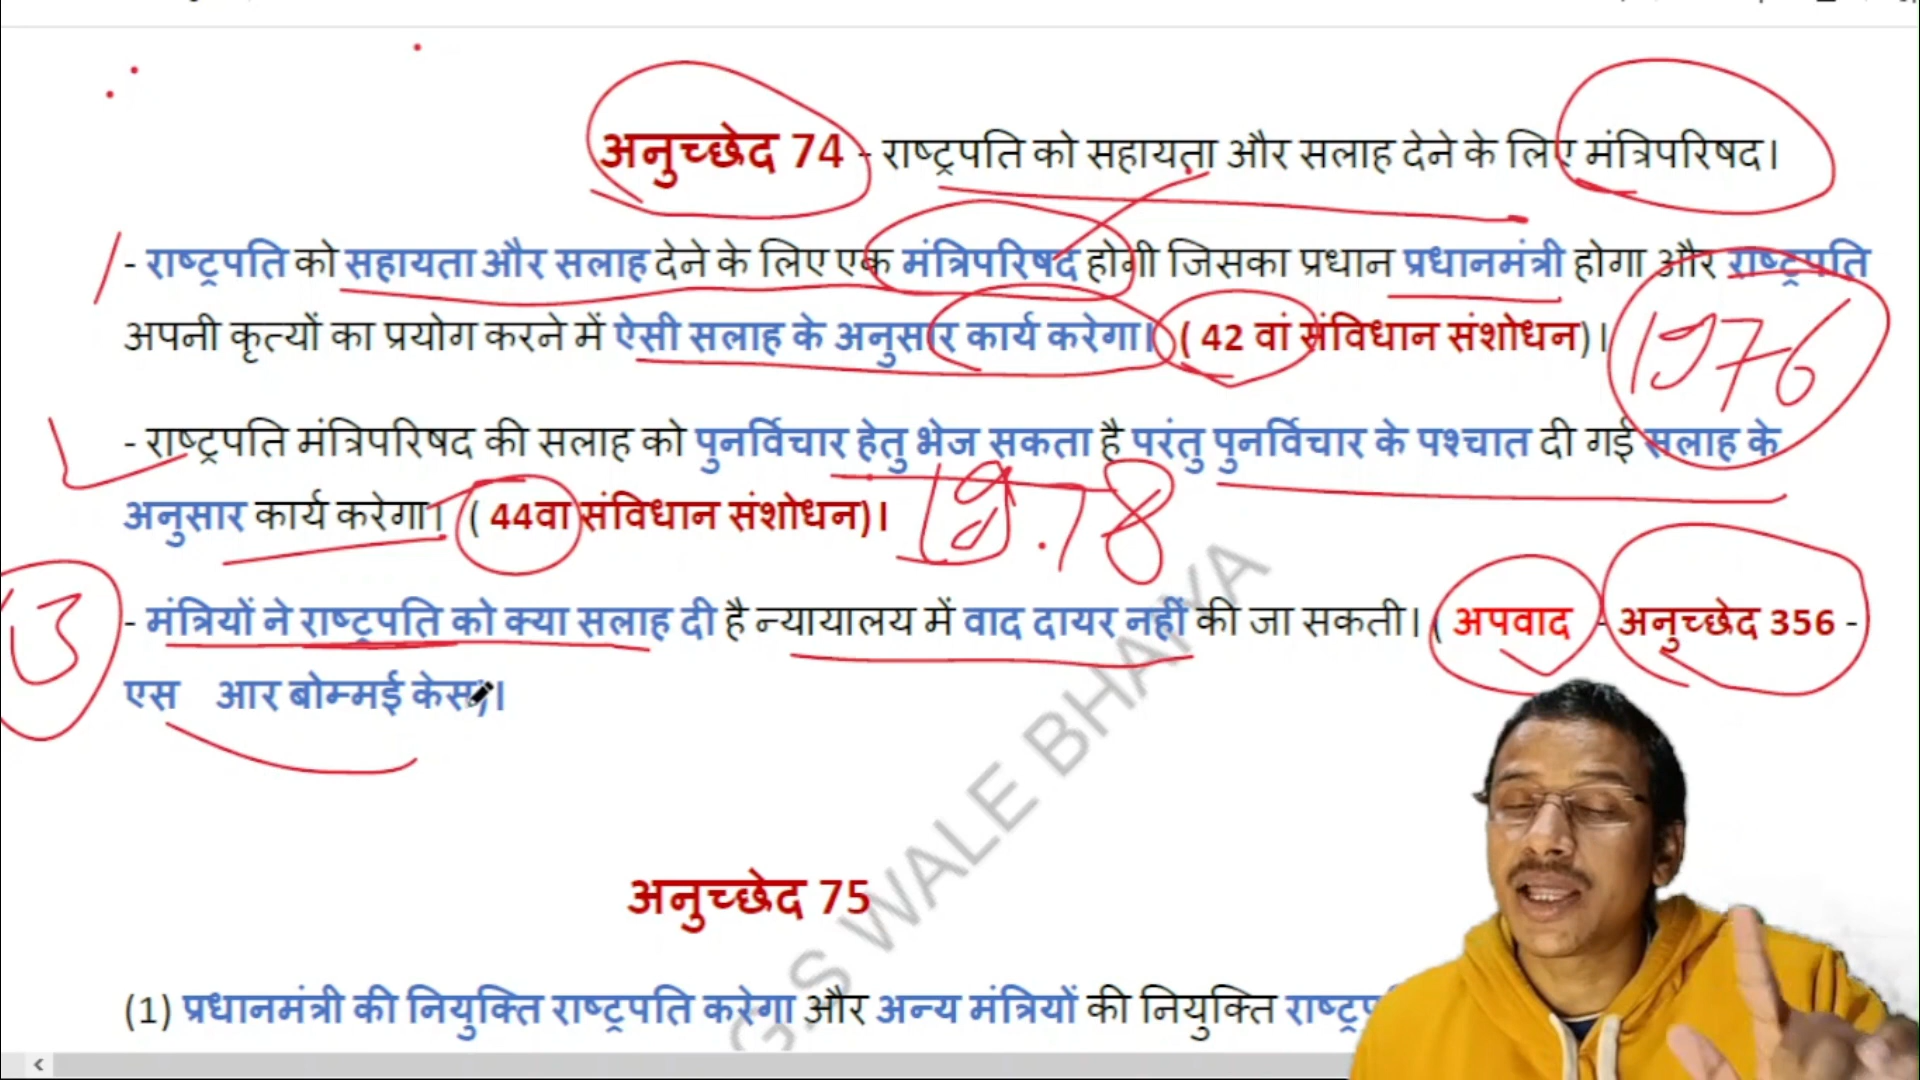 अनुच्छेद 74 - राष्ट्रपति को सहायता और सलाह देने के लिए मंत्रिपरिषद।
- राष्ट्रपति को सहायता और सलाह देने के लिए एक मंत्रिपरिषद होगी जिसका प्रधान प्रधानमंत्री होगा और राष्ट्रपति
अपनी कृत्यों का प्रयोग करने में ऐसी सलाह के अनुसार कार्य करेगा। ( 42 वां संविधान संशोधन)।
1976
- राष्ट्रपति मंत्रिपरिषद की सलाह को पुनर्विचार हेतु भेज सकता है परंतु पुनर्विचार के पश्चात दी गई सलाह के
अनुसार कार्य करेगा। ( 44वा संविधान संशोधन)।
1978
3
- मंत्रियों ने राष्ट्रपति को क्या सलाह दी है न्यायालय में वाद दायर नहीं की जा सकती। ( अपवाद - अनुच्छेद 356 -
एस आर बोम्मई केस)।
अनुच्छेद 75
(1) प्रधानमंत्री की नियुक्ति राष्ट्रपति करेगा और अन्य मंत्रियों की नियुक्ति
G.S WALE BHAIYA